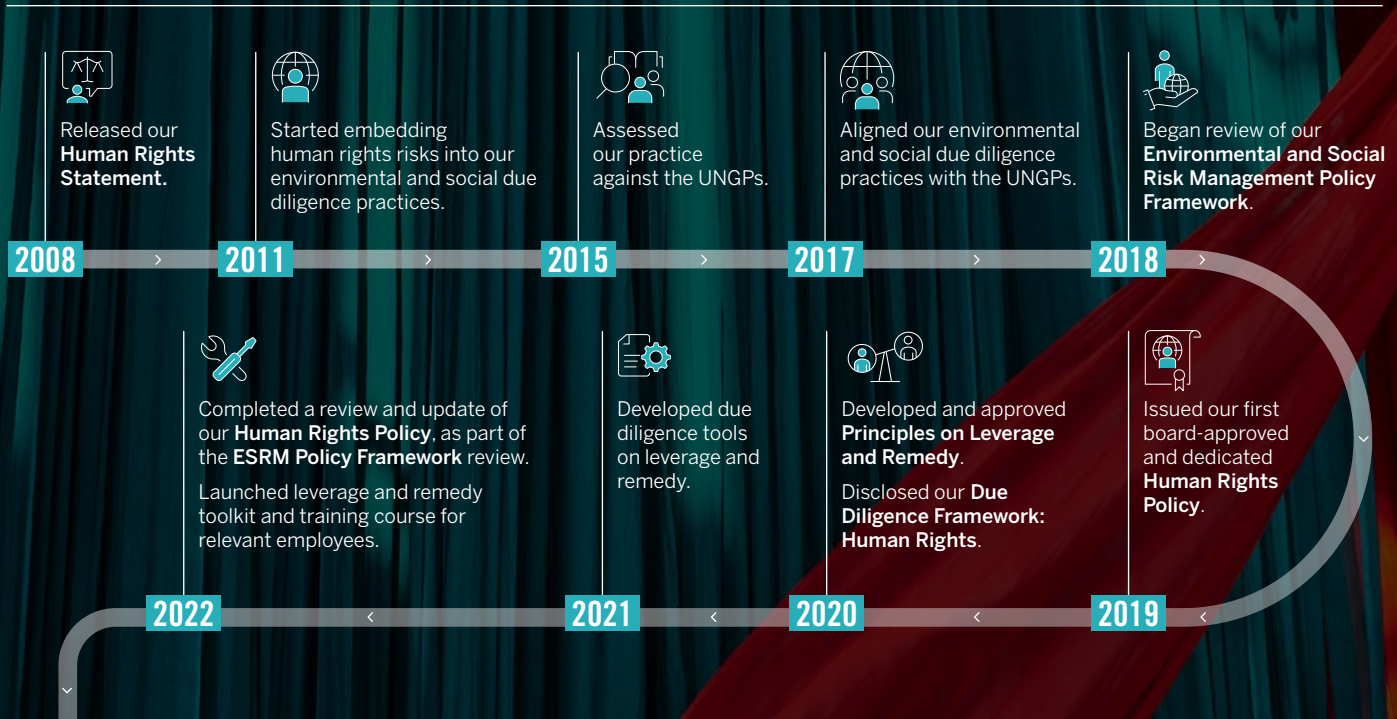 Released our
Human Rights
Statement.
2008
Started embedding
human rights risks into our
environmental and social due
diligence practices.
2011
Assessed
our practice
against the UNGPs.
2015
Aligned our environmental
and social due diligence
practices with the UNGPs.
2017
Began review of our
Environmental and Social
Risk Management Policy
Framework.
2018
Issued our first
board-approved
and dedicated
Human Rights
Policy.
2019
Developed and approved
Principles on Leverage
and Remedy.
Disclosed our Due
Diligence Framework:
Human Rights.
2020
Developed due
diligence tools
on leverage and
remedy.
2021
Completed a review and update of
our Human Rights Policy, as part of
the ESRM Policy Framework review.
Launched leverage and remedy
toolkit and training course for
relevant employees.
2022